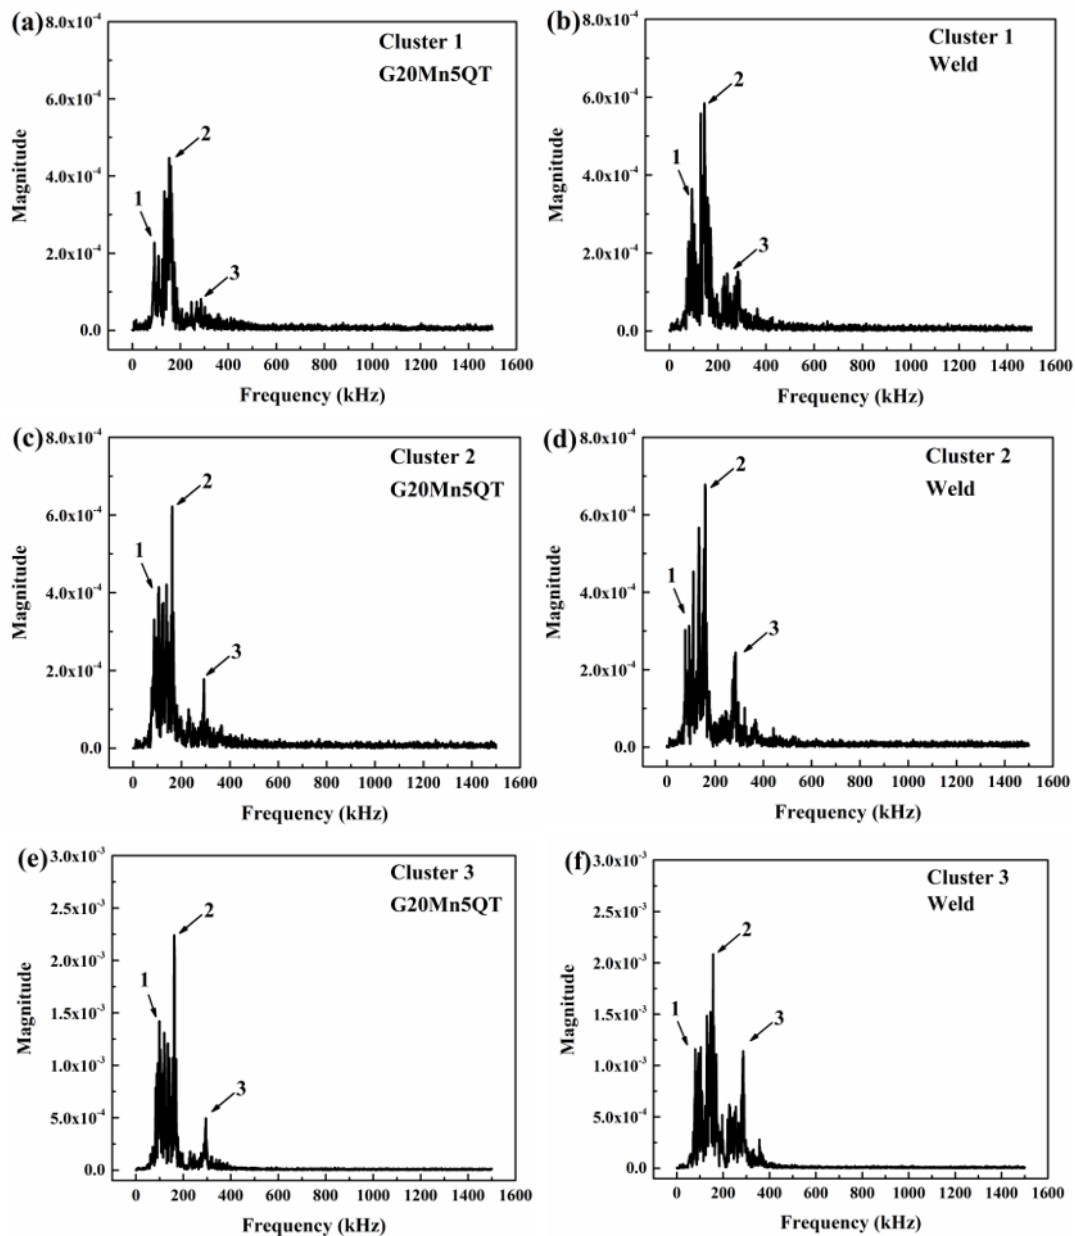 (a)
8.0x10-4
6.0x10-4
4.0x10-4
2.0x10-4
0.0
Magnitude
Cluster 1
G20Mn5QT
1
2
3
0 200 400 600 800 1000 1200 1400 1600
Frequency (kHz)
(b)
8.0x10-4
6.0x10-4
4.0x10-4
2.0x10-4
0.0
Magnitude
Cluster 1
Weld
1
2
3
0 200 400 600 800 1000 1200 1400 1600
Frequency (kHz)
(c)
8.0x10-4
6.0x10-4
4.0x10-4
2.0x10-4
0.0
Magnitude
Cluster 2
G20Mn5QT
1
2
3
0 200 400 600 800 1000 1200 1400 1600
Frequency (kHz)
(d)
8.0x10-4
6.0x10-4
4.0x10-4
2.0x10-4
0.0
Magnitude
Cluster 2
Weld
1
2
3
0 200 400 600 800 1000 1200 1400 1600
Frequency (kHz)
(e)
3.0x10-3
2.5x10-3
2.0x10-3
1.5x10-3
1.0x10-3
5.0x10-4
0.0
Magnitude
Cluster 3
G20Mn5QT
1
2
3
0 200 400 600 800 1000 1200 1400 1600
Frequency (kHz)
(f)
3.0x10-3
2.5x10-3
2.0x10-3
1.5x10-3
1.0x10-3
5.0x10-4
0.0
Magnitude
Cluster 3
Weld
1
2
3
0 200 400 600 800 1000 1200 1400 1600
Frequency (kHz)